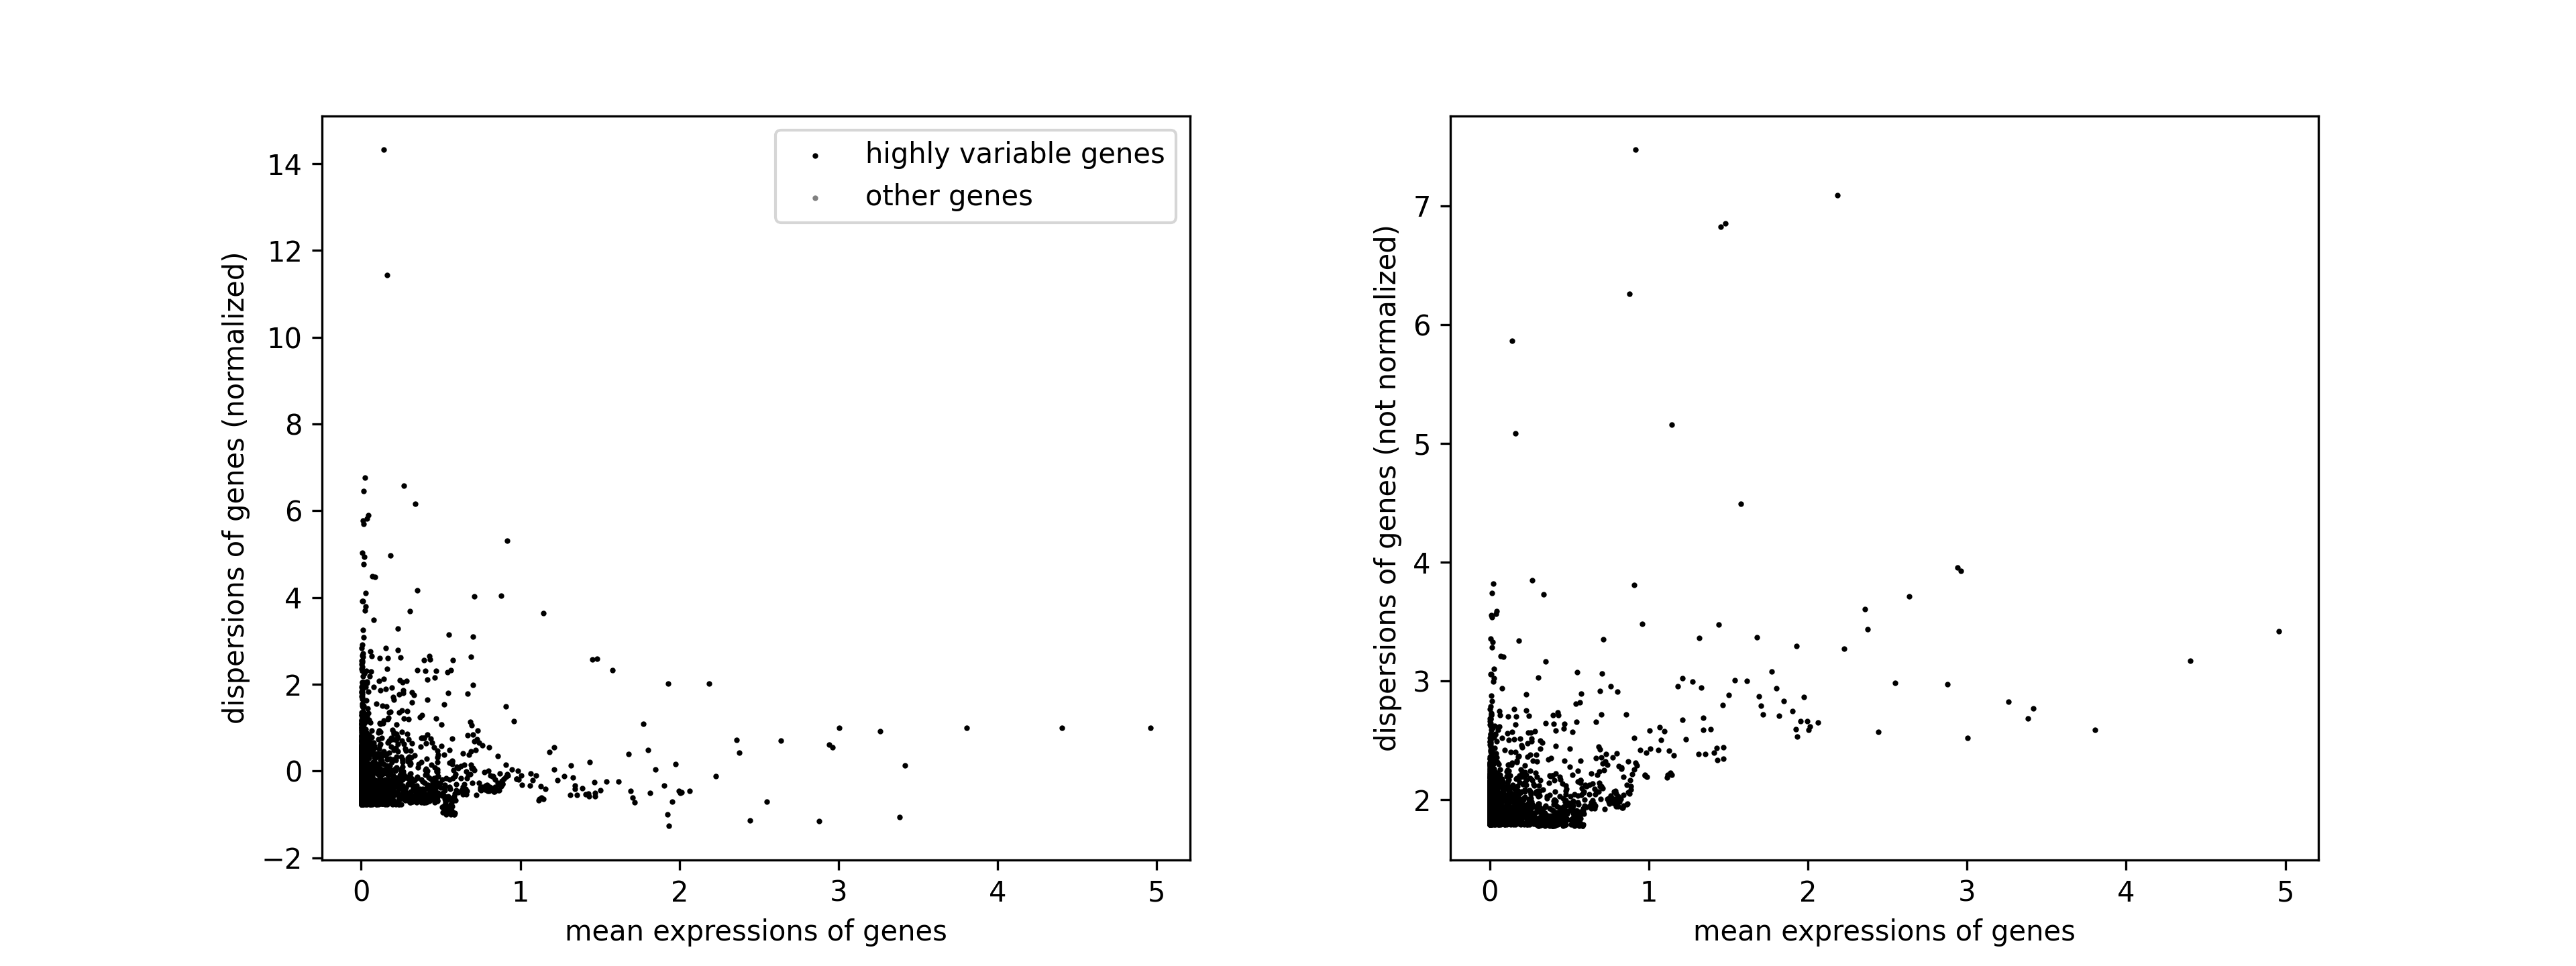 highly variable genes
other genes
14
12
10
8
6
4
2
0
−2
dispersions of genes (normalized)
0 1 2 3 4 5
mean expressions of genes
7
6
5
4
3
2
dispersions of genes (not normalized)
0 1 2 3 4 5
mean expressions of genes